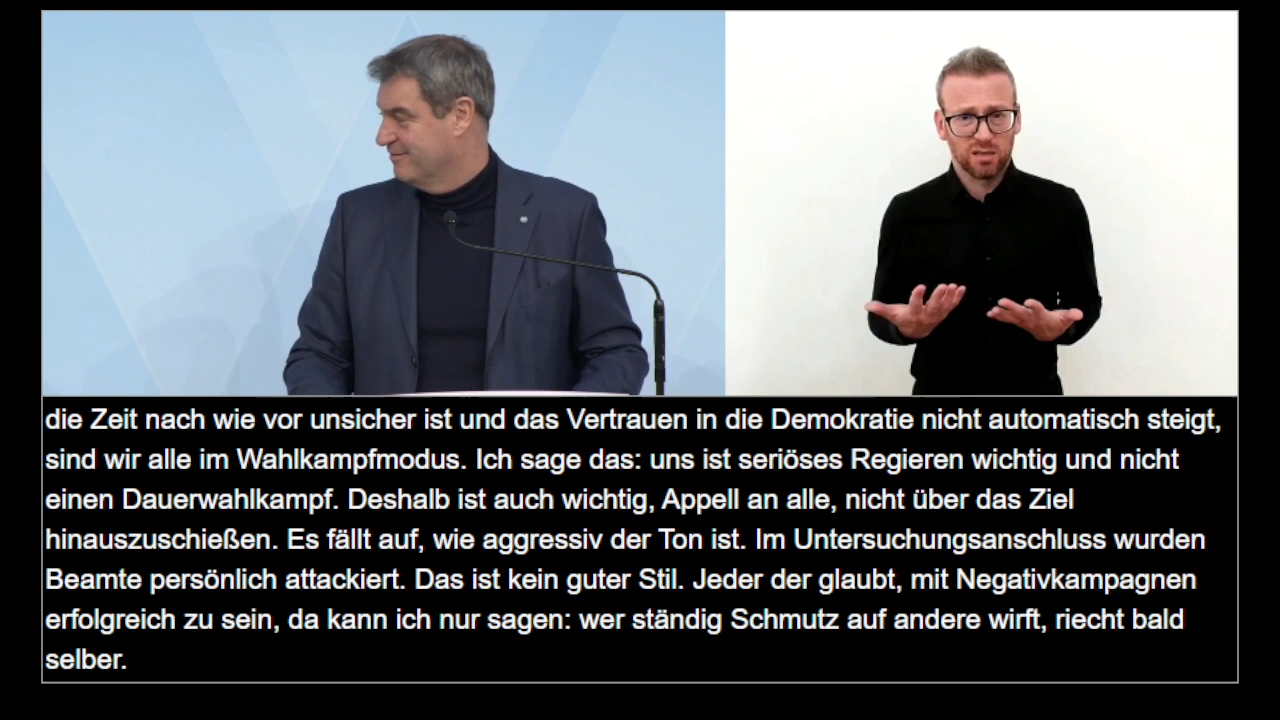 die Zeit nach wie vor unsicher ist und das Vertrauen in die Demokratie nicht automatisch steigt,
sind wir alle im Wahlkampfmodus. Ich sage das: uns ist seriöses Regieren wichtig und nicht
einen Dauerwahlkampf. Deshalb ist auch wichtig, Appell an alle, nicht über das Ziel
hinauszuschießen. Es fällt auf, wie aggressiv der Ton ist. Im Untersuchungsanschluss wurden
Beamte persönlich attackiert. Das ist kein guter Stil. Jeder der glaubt, mit Negativkampagnen
erfolgreich zu sein, da kann ich nur sagen: wer ständig Schmutz auf andere wirft, riecht bald
selber.